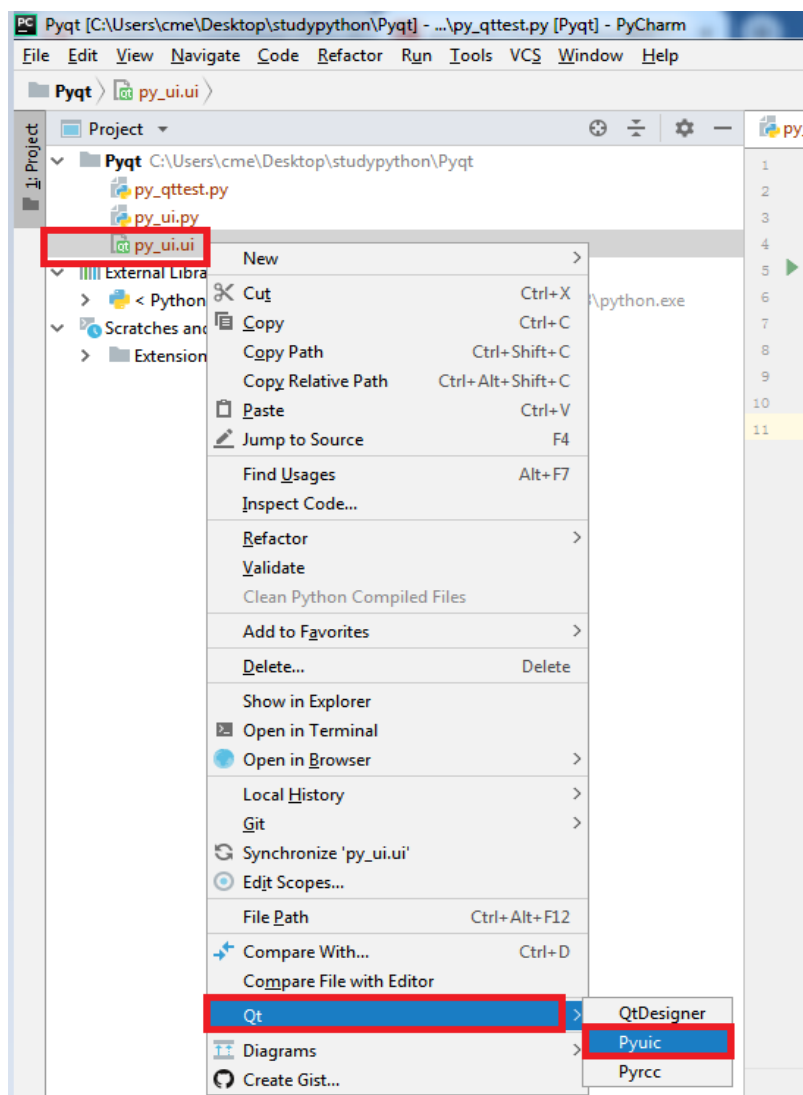 PC Pyqt [C:\Users\cme\Desktop\studypython\Pyqt] - ...\py_qttest.py [Pyqt] - PyCharm
File Edit View Navigate Code Refactor Run Tools VCS Window Help
Pyqt py_ui.ui
1: Project
Project
py
Pyqt C:\Users\cme\Desktop\studypython\Pyqt
py_qttest.py
py_ui.py
py_ui.ui
External Libra
< Python
\python.exe
Scratches and
Extension
1
2
3
4
5
6
7
8
9
10
11
New
Cut Ctrl+X
Copy Ctrl+C
Copy Path Ctrl+Shift+C
Copy Relative Path Ctrl+Alt+Shift+C
Paste Ctrl+V
Jump to Source F4
Find Usages Alt+F7
Inspect Code...
Refactor
Validate
Clean Python Compiled Files
Add to Favorites
Delete... Delete
Show in Explorer
Open in Terminal
Open in Browser
Local History
Git
Synchronize 'py_ui.ui'
Edit Scopes...
File Path Ctrl+Alt+F12
Compare With... Ctrl+D
Compare File with Editor
Qt
QtDesigner
Pyuic
Pyrcc
Diagrams
Create Gist...